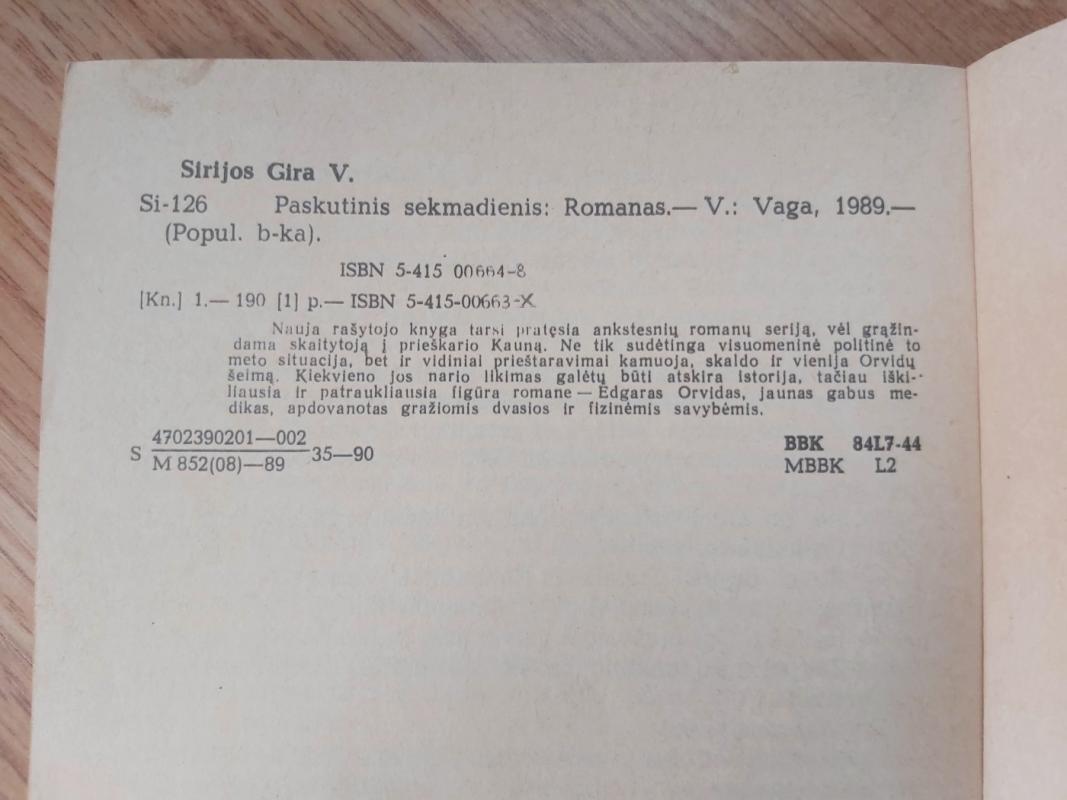 Sirijos Gira V.
Si-126 Paskutinis sekmadienis: Romanas.— V.: Vaga, 1989.—
(Popul. b-ka).
ISBN 5-415 00664-8
[Kn.] 1.— 190 [1] p.— ISBN 5-415-00663-X
Nauja rašytojo knyga tarsi pratęsia ankstesnių romanų seriją, vėl grąžin-
dama skaitytoją į prieškario Kauną. Ne tik sudėtinga visuomeninė politinė to
meto situacija, bet ir vidiniai prieštaravimai kamuoja, skaldo ir vienija Orvidų
šeimą. Kiekvieno jos nario likimas galėtų būti atskira istorija, tačiau iški-
liausia ir patraukliausia figūra romane — Edgaras Orvidas, jaunas gabus me-
dikas, apdovanotas gražiomis dvasios ir fizinėmis savybėmis.
S 4702390201—002 35—90
M 852(08)—89
BBK 84L7-44
MBBK L2